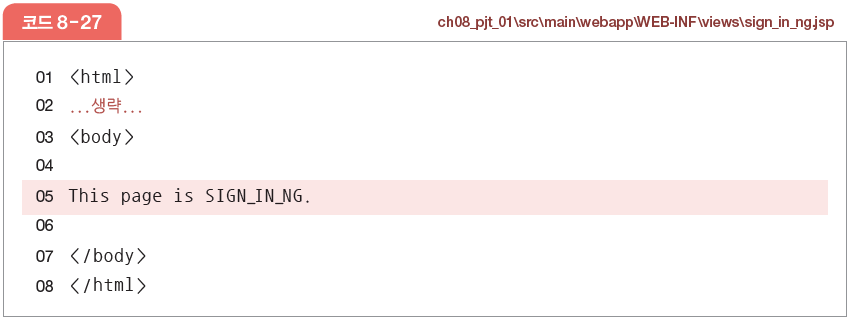 코드 8-27
ch08_pjt_01\src\main\webapp\WEB-INF\views\sign_in_ng.jsp
01 <html>
02 ...생략...
03 <body>
04
05 This page is SIGN_IN_NG.
06
07 </body>
08 </html>